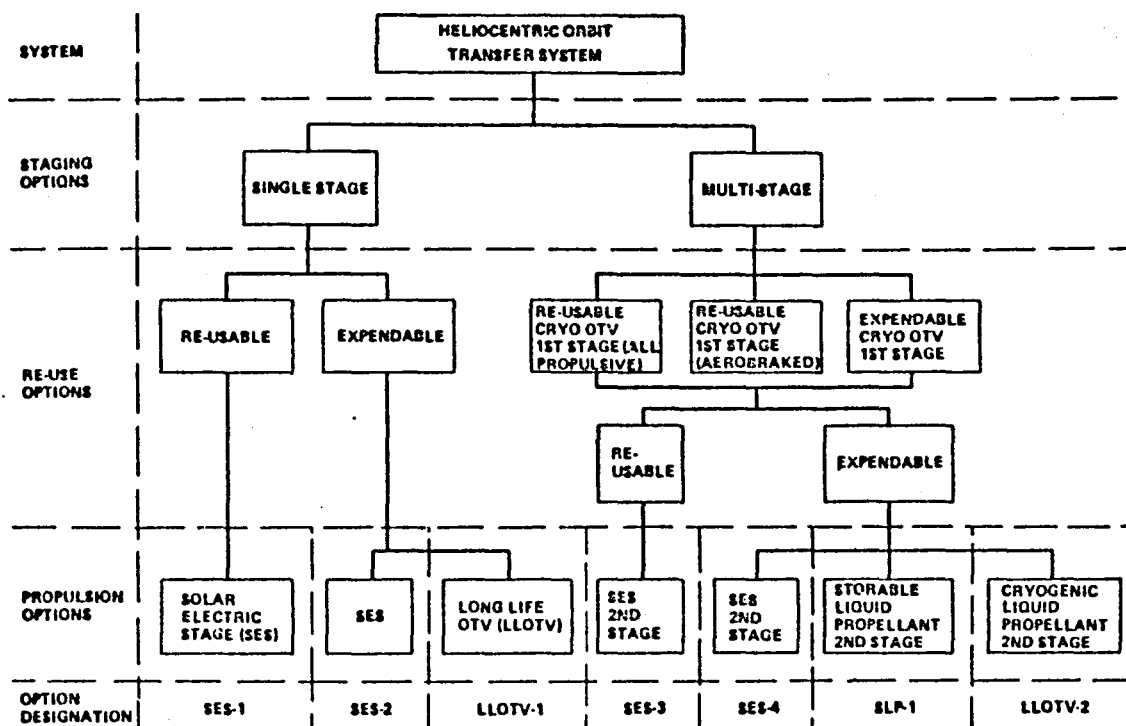 SYSTEM
HELIOCENTRIC ORBIT
TRANSFER SYSTEM
STAGING
OPTIONS
SINGLE STAGE
MULTI-STAGE
RE-USE
OPTIONS
RE-USABLE
EXPENDABLE
RE-USABLE
CRYO OTV
1ST STAGE (ALL
PROPULSIVE)
RE-USABLE
CRYO OTV
1ST STAGE
(AEROBRAKED)
EXPENDABLE
CRYO OTV
1ST STAGE
RE-
USABLE
EXPENDABLE
PROPULSION
OPTIONS
SOLAR
ELECTRIC
STAGE (SES)
SES
LONG LIFE
OTV (LLOTV)
SES
2ND
STAGE
SES
2ND
STAGE
STORABLE
LIQUID
PROPELLANT
2ND STAGE
CRYOGENIC
LIQUID
PROPELLANT
2ND STAGE
OPTION
DESIGNATION
SES-1
SES-2
LLOTV-1
SES-3
SES-4
SLP-1
LLOTV-2